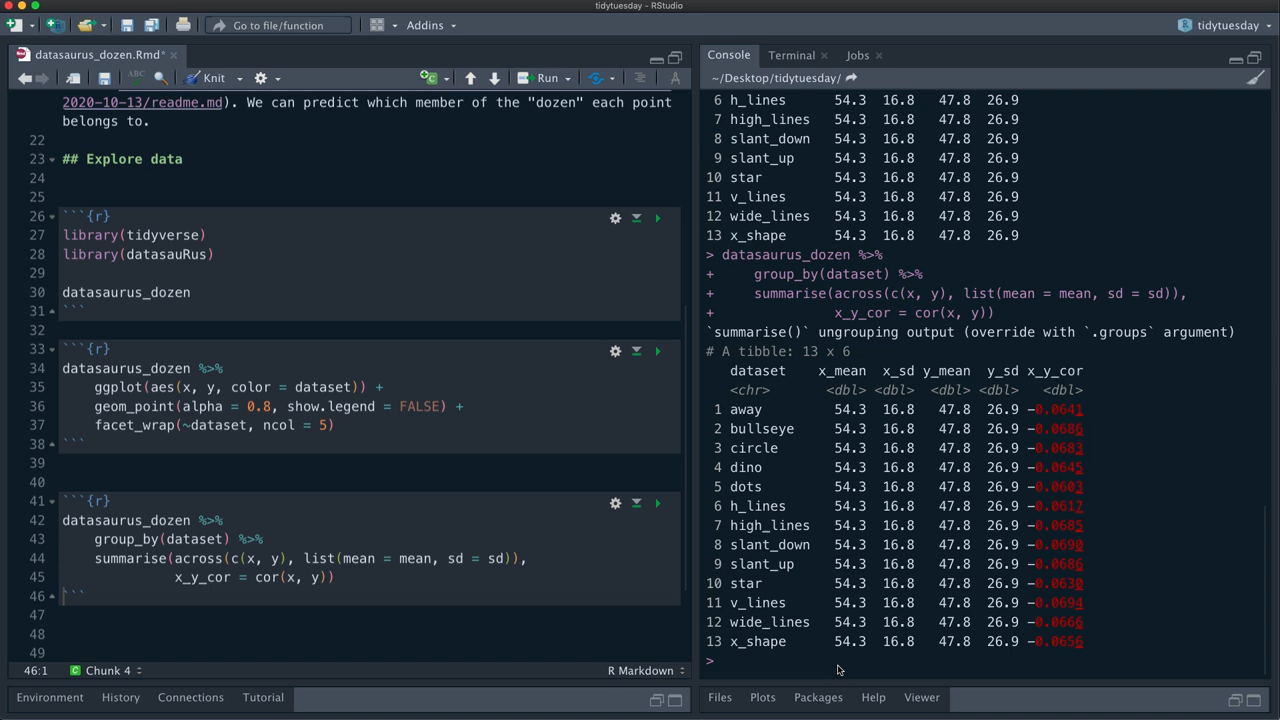 tidytuesday - RStudio
Go to file/function
Addins
tidytuesday
datasaurus_dozen.Rmd*
ABC
Knit
Run
2020-10-13/readme.md). We can predict which member of the "dozen" each point
belongs to.
22
23 ## Explore data
24
25
26 ```{r}
27 library(tidyverse)
28 library(datasauRus)
29
30 datasaurus_dozen
31 ```
32
33 ```{r}
34 datasaurus_dozen %>%
35     ggplot(aes(x, y, color = dataset)) +
36     geom_point(alpha = 0.8, show.legend = FALSE) +
37     facet_wrap(~dataset, ncol = 5)
38 ```
39
40
41 ```{r}
42 datasaurus_dozen %>%
43     group_by(dataset) %>%
44     summarise(across(c(x, y), list(mean = mean, sd = sd)),
45               x_y_cor = cor(x, y))
46 ```
47
48
49
46:1
C Chunk 4
R Markdown
Environment History Connections Tutorial
Console Terminal Jobs
~/Desktop/tidytuesday/
6 h_lines 54.3 16.8 47.8 26.9
7 high_lines 54.3 16.8 47.8 26.9
8 slant_down 54.3 16.8 47.8 26.9
9 slant_up 54.3 16.8 47.8 26.9
10 star 54.3 16.8 47.8 26.9
11 v_lines 54.3 16.8 47.8 26.9
12 wide_lines 54.3 16.8 47.8 26.9
13 x_shape 54.3 16.8 47.8 26.9
> datasaurus_dozen %>%
+     group_by(dataset) %>%
+     summarise(across(c(x, y), list(mean = mean, sd = sd)),
+               x_y_cor = cor(x, y))
`summarise()` ungrouping output (override with `.groups` argument)
# A tibble: 13 x 6
dataset x_mean x_sd y_mean y_sd x_y_cor
<chr> <dbl> <dbl> <dbl> <dbl> <dbl>
1 away 54.3 16.8 47.8 26.9 -0.0641
2 bullseye 54.3 16.8 47.8 26.9 -0.0686
3 circle 54.3 16.8 47.8 26.9 -0.0683
4 dino 54.3 16.8 47.8 26.9 -0.0645
5 dots 54.3 16.8 47.8 26.9 -0.0603
6 h_lines 54.3 16.8 47.8 26.9 -0.0617
7 high_lines 54.3 16.8 47.8 26.9 -0.0685
8 slant_down 54.3 16.8 47.8 26.9 -0.0690
9 slant_up 54.3 16.8 47.8 26.9 -0.0686
10 star 54.3 16.8 47.8 26.9 -0.0630
11 v_lines 54.3 16.8 47.8 26.9 -0.0694
12 wide_lines 54.3 16.8 47.8 26.9 -0.0666
13 x_shape 54.3 16.8 47.8 26.9 -0.0656
>
Files Plots Packages Help Viewer